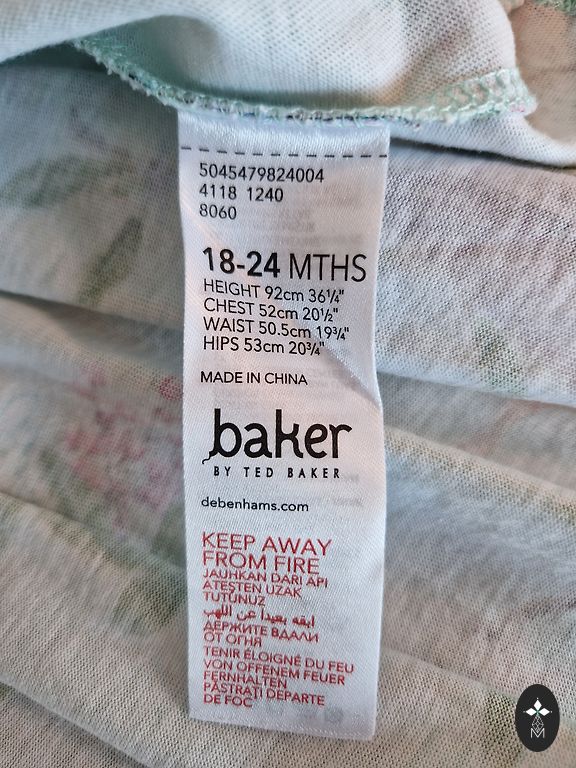 5045479824004
4118 1240
8060
18-24 MTHS
HEIGHT 92cm 36¼"
CHEST 52cm 20½"
WAIST 50.5cm 19¾"
HIPS 53cm 20¾"
MADE IN CHINA
baker
BY TED BAKER
debenhams.com
KEEP AWAY
FROM FIRE
JAUHKAN DARI API
ATEŞTEN UZAK
TUTUNUZ
ابقه بعيداً عن اللهب
ДЕРЖИТЕ ВДАЛИ
ОТ ОГНЯ
TENIR ÉLOIGNÉ DU FEU
VON OFFENEM FEUER
FERNHALTEN
PĂSTRAŢI DEPARTE
DE FOC
M